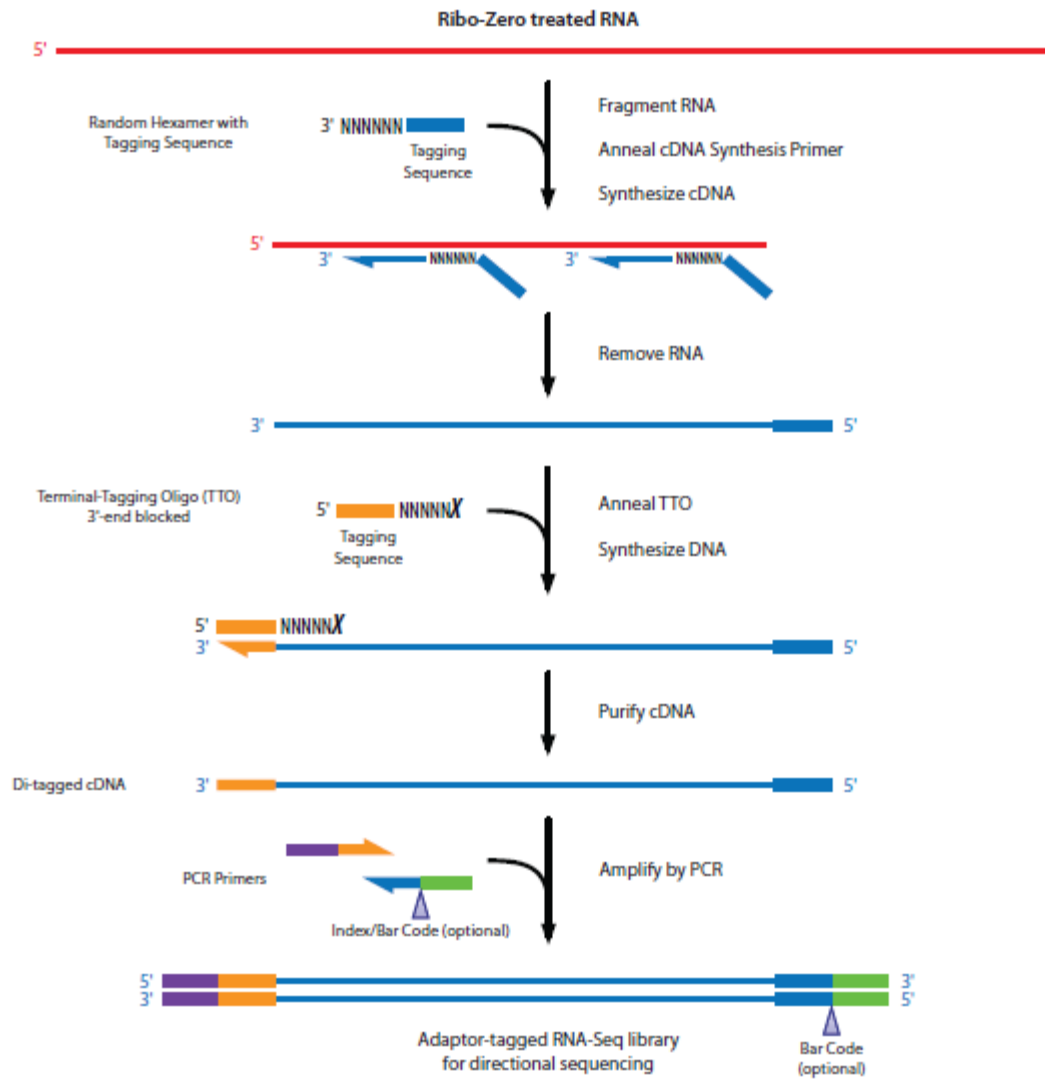 Ribo-Zero treated RNA
5'
Fragment RNA
Random Hexamer with
Tagging Sequence
3' NNNNNN
Tagging
Sequence
Anneal cDNA Synthesis Primer
Synthesize cDNA
5'
3' NNNNNN 3' NNNNNN
Remove RNA
3' 5'
Terminal-Tagging Oligo (TTO)
3'-end blocked
5' NNNNNX
Tagging
Sequence
Anneal TTO
Synthesize DNA
5' NNNNNX
3' 5'
Purify cDNA
Di-tagged cDNA 3' 5'
PCR Primers
Amplify by PCR
Index/Bar Code (optional)
5' 3'
3' 5'
Adaptor-tagged RNA-Seq library
for directional sequencing
Bar Code
(optional)